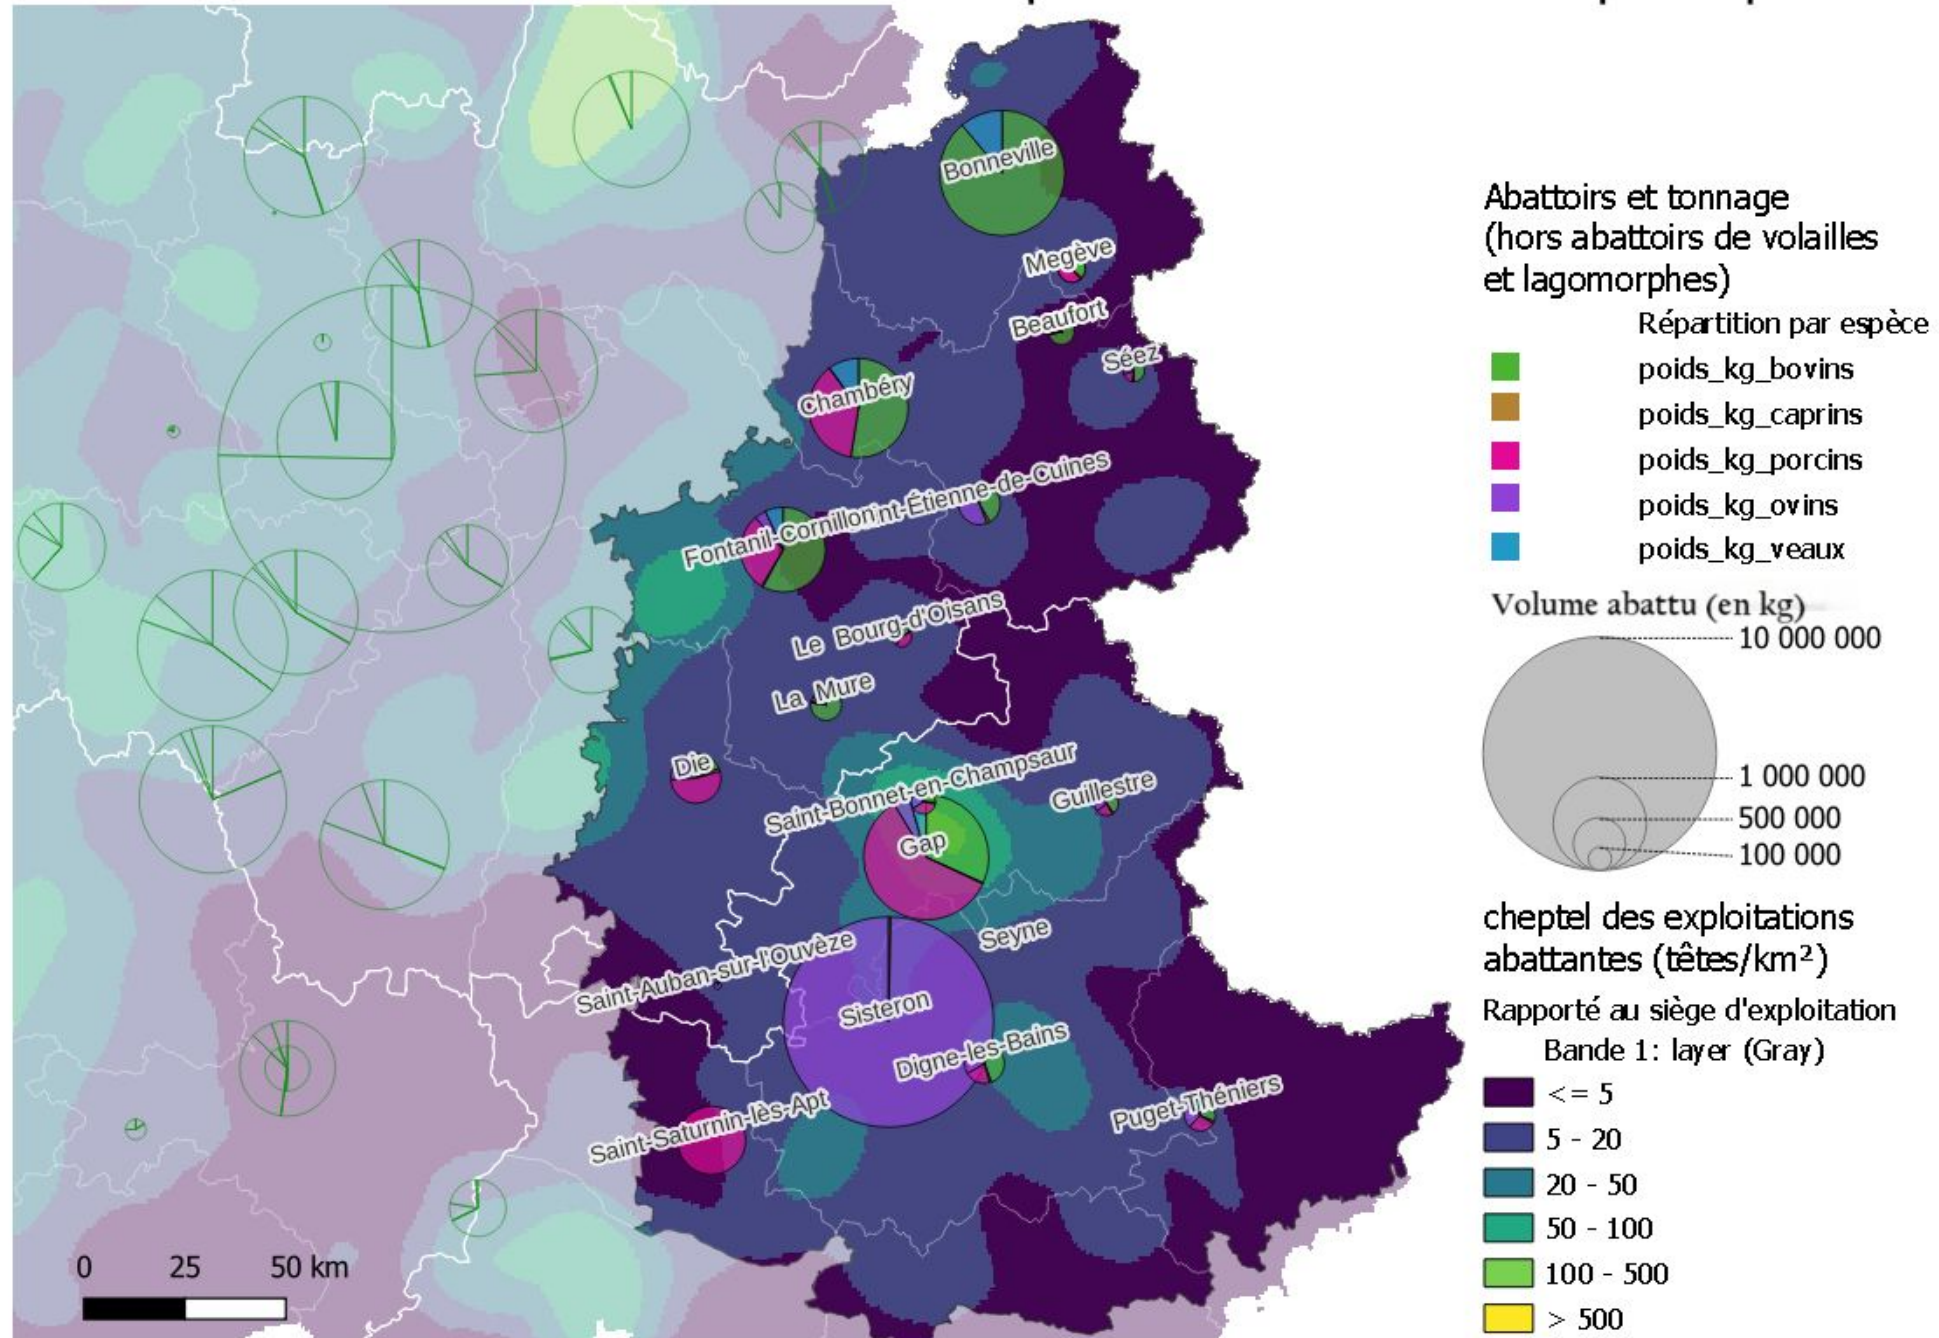 Bonneville
Megève
Beaufort
Séez
Chambéry
Fontanil-Cornillon
nt-Étienne-de-Cuines
Le Bourg-d'Oisans
La Mure
Die
Saint-Bonnet-en-Champsaur
Guillestre
Gap
Seyne
Saint-Auban-sur-l'Ouvèze
Sisteron
Digne-les-Bains
Puget-Théniers
Saint-Saturnin-lès-Apt
0 25 50 km
Abattoirs et tonnage
(hors abattoirs de volailles
et lagomorphes)
Répartition par espèce
poids_kg_bovins
poids_kg_caprins
poids_kg_porcins
poids_kg_ovins
poids_kg_veaux
Volume abattu (en kg)
10 000 000
1 000 000
500 000
100 000
cheptel des exploitations
abattantes (têtes/km²)
Rapporté au siège d'exploitation
Bande 1: layer (Gray)
<= 5
5 - 20
20 - 50
50 - 100
100 - 500
> 500